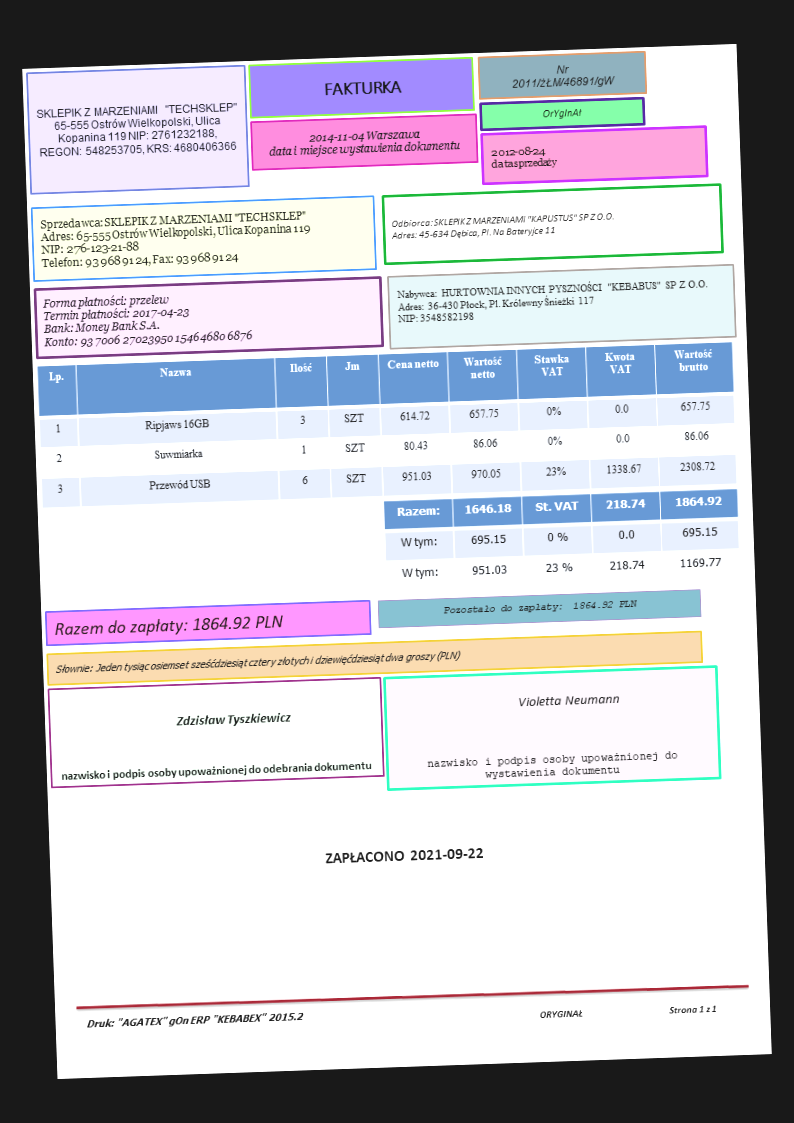 SKLEPIK Z MARZENIAMI "TECHSKLEP"
65-555 Ostrów Wielkopolski, Ulica
Kopanina 119 NIP: 2761232188,
REGON: 548253705, KRS: 4680406366
FAKTURKA
2014-11-04 Warszawa
data i miejsce wystawienia dokumentu
Nr
2011/żŁM/46891/gW
OrYgInAł
2012-08-24
data sprzedaży
Sprzedawca: SKLEPIK Z MARZENIAMI "TECHSKLEP"
Adres: 65-555 Ostrów Wielkopolski, Ulica Kopanina 119
NIP: 276-123-21-88
Telefon: 93 968 91 24, Fax: 93 968 91 24
Odbiorca: SKLEPIK Z MARZENIAMI "KAPUSTUS" SP Z O.O.
Adres: 45-634 Dębica, Pl. Na Bateryjce 11
Forma płatności: przelew
Termin płatności: 2017-04-23
Bank: Money Bank S.A.
Konto: 93 7006 27023950 1546 4680 6876
Nabywca: HURTOWNIA INNYCH PYSZNOŚCI "KEBABUS" SP Z O.O.
Adres: 36-430 Płock, Pl. Królewny Śnieżki 117
NIP: 3548582198
Lp. Nazwa Ilość Jm Cena netto Wartość netto Stawka VAT Kwota VAT Wartość brutto
1 Ripjaws 16GB 3 SZT 614.72 657.75 0% 0.0 657.75
2 Suwmiarka 1 SZT 80.43 86.06 0% 0.0 86.06
3 Przewód USB 6 SZT 951.03 970.05 23% 1338.67 2308.72
Razem: 1646.18 St. VAT 218.74 1864.92
W tym: 695.15 0 % 0.0 695.15
W tym: 951.03 23 % 218.74 1169.77
Razem do zapłaty: 1864.92 PLN
Pozostało do zapłaty: 1864.92 PLN
Słownie: Jeden tysiąc osiemset sześćdziesiąt cztery złotych i dziewięćdziesiąt dwa groszy (PLN)
Zdzisław Tyszkiewicz
nazwisko i podpis osoby upoważnionej do odebrania dokumentu
Violetta Neumann
nazwisko i podpis osoby upoważnionej do
wystawienia dokumentu
ZAPŁACONO 2021-09-22
Druk: "AGATEX" gOn ERP "KEBABEX" 2015.2
ORYGINAŁ
Strona 1 z 1